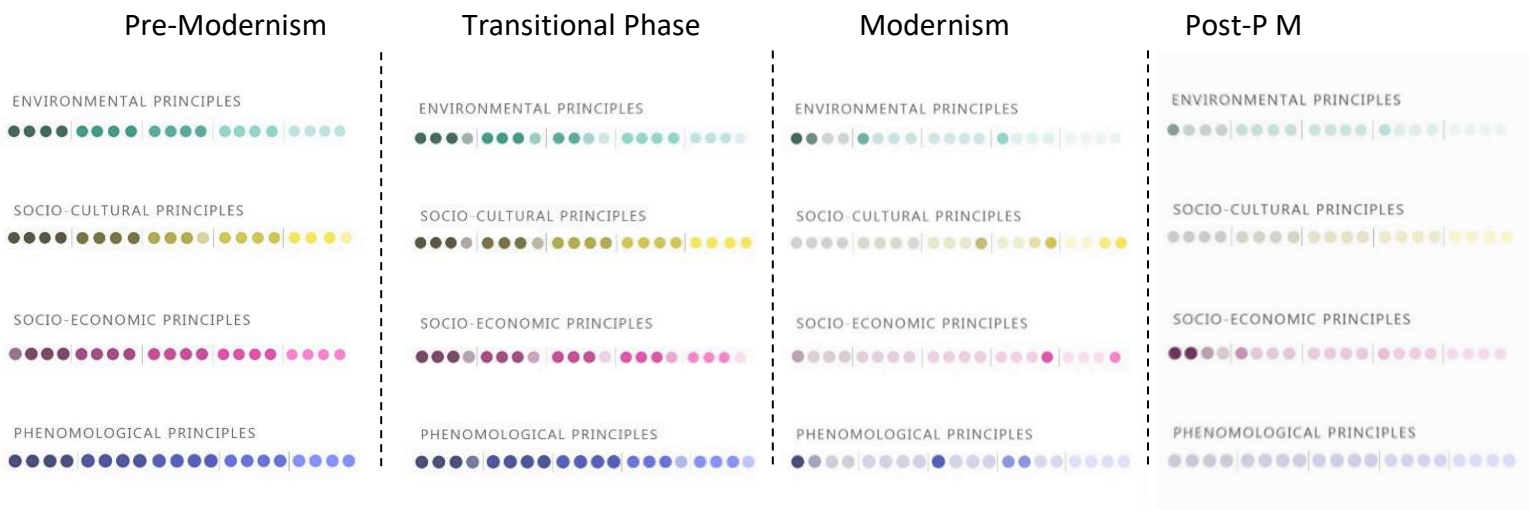 Pre-Modernism
ENVIRONMENTAL PRINCIPLES
SOCIO-CULTURAL PRINCIPLES
SOCIO-ECONOMIC PRINCIPLES
PHENOMOLOGICAL PRINCIPLES
Transitional Phase
ENVIRONMENTAL PRINCIPLES
SOCIO-CULTURAL PRINCIPLES
SOCIO-ECONOMIC PRINCIPLES
PHENOMOLOGICAL PRINCIPLES
Modernism
ENVIRONMENTAL PRINCIPLES
SOCIO-CULTURAL PRINCIPLES
SOCIO-ECONOMIC PRINCIPLES
PHENOMOLOGICAL PRINCIPLES
Post-P M
ENVIRONMENTAL PRINCIPLES
SOCIO-CULTURAL PRINCIPLES
SOCIO-ECONOMIC PRINCIPLES
PHENOMOLOGICAL PRINCIPLES